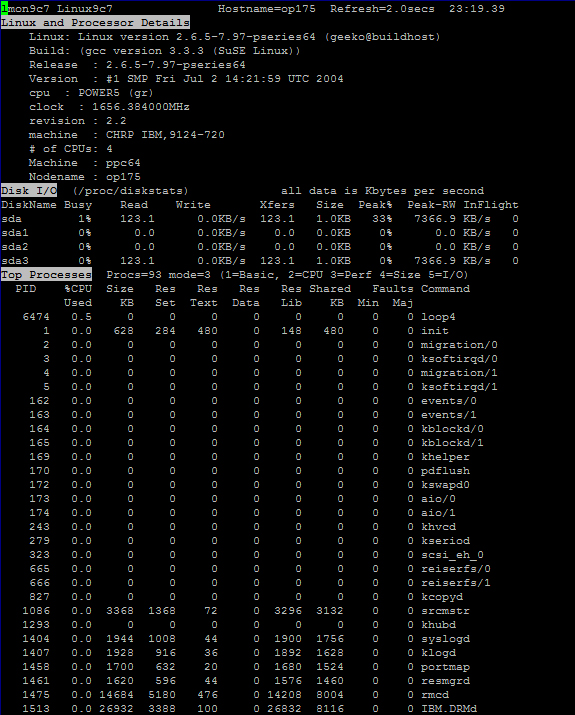 lmon9c7 Linux9c7 Hostname=op175 Refresh=2.0secs 23:19.39
Linux and Processor Details
Linux: Linux version 2.6.5-7.97-pseries64 (geeko@buildhost)
Build: (gcc version 3.3.3 (SuSE Linux))
Release : 2.6.5-7.97-pseries64
Version : #1 SMP Fri Jul 2 14:21:59 UTC 2004
cpu : POWER5 (gr)
clock : 1656.384000MHz
revision : 2.2
machine : CHRP IBM,9124-720
# of CPUs: 4
Machine : ppc64
Nodename : op175
Disk I/O (/proc/diskstats) all data is Kbytes per second
DiskName Busy Read Write Xfers Size Peak% Peak-RW InFlight
sda 1% 123.1 0.0KB/s 123.1 1.0KB 33% 7366.9 KB/s 0
sda1 0% 0.0 0.0KB/s 0.0 0.0KB 0% 0.0 KB/s 0
sda2 0% 0.0 0.0KB/s 0.0 0.0KB 0% 0.0 KB/s 0
sda3 0% 123.1 0.0KB/s 123.1 1.0KB 0% 7366.9 KB/s 0
Top Processes Procs=93 mode=3 (1=Basic, 2=CPU 3=Perf 4=Size 5=I/O)
PID %CPU Size Res Res Res Res Shared Faults Command
Used KB Set Text Data Lib KB Min Maj
6474 0.5 0 0 0 0 0 0 0 0 loop4
1 0.0 628 284 480 0 148 480 0 0 init
2 0.0 0 0 0 0 0 0 0 0 migration/0
3 0.0 0 0 0 0 0 0 0 0 ksoftirqd/0
4 0.0 0 0 0 0 0 0 0 0 migration/1
5 0.0 0 0 0 0 0 0 0 0 ksoftirqd/1
162 0.0 0 0 0 0 0 0 0 0 events/0
163 0.0 0 0 0 0 0 0 0 0 events/1
164 0.0 0 0 0 0 0 0 0 0 kblockd/0
165 0.0 0 0 0 0 0 0 0 0 kblockd/1
169 0.0 0 0 0 0 0 0 0 0 khelper
170 0.0 0 0 0 0 0 0 0 0 pdflush
172 0.0 0 0 0 0 0 0 0 0 kswapd0
173 0.0 0 0 0 0 0 0 0 0 aio/0
174 0.0 0 0 0 0 0 0 0 0 aio/1
243 0.0 0 0 0 0 0 0 0 0 khvcd
279 0.0 0 0 0 0 0 0 0 0 kseriod
323 0.0 0 0 0 0 0 0 0 0 scsi_eh_0
665 0.0 0 0 0 0 0 0 0 0 reiserfs/0
666 0.0 0 0 0 0 0 0 0 0 reiserfs/1
827 0.0 0 0 0 0 0 0 0 0 kcopyd
1086 0.0 3368 1368 72 0 3296 3132 0 0 srcmstr
1293 0.0 0 0 0 0 0 0 0 0 khubd
1404 0.0 1944 1008 44 0 1900 1756 0 0 syslogd
1407 0.0 1928 916 36 0 1892 1628 0 0 klogd
1458 0.0 1700 632 20 0 1680 1524 0 0 portmap
1461 0.0 1620 596 44 0 1576 1460 0 0 resmgrd
1475 0.0 14684 5180 476 0 14208 8004 0 0 rmcd
1513 0.0 26932 3388 100 0 26832 8116 0 0 IBM.DRMd